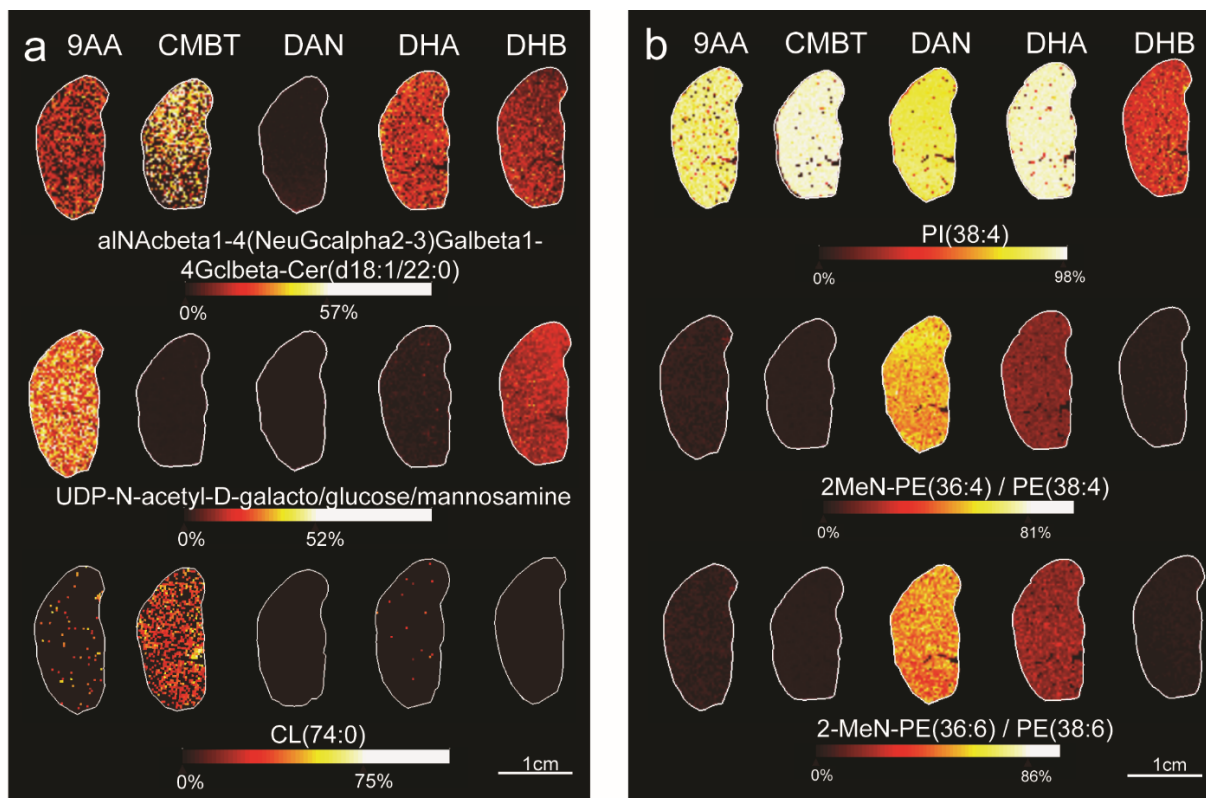 a
9AA CMBT DAN DHA DHB
alNAcbeta1-4(NeuGcalpha2-3)Galbeta1-
4Gclbeta-Cer(d18:1/22:0)
0% 57%
UDP-N-acetyl-D-galacto/glucose/mannosamine
0% 52%
CL(74:0)
0% 75%
1cm
b
9AA CMBT DAN DHA DHB
PI(38:4)
0% 98%
2MeN-PE(36:4) / PE(38:4)
0% 81%
2-MeN-PE(36:6) / PE(38:6)
0% 86%
1cm